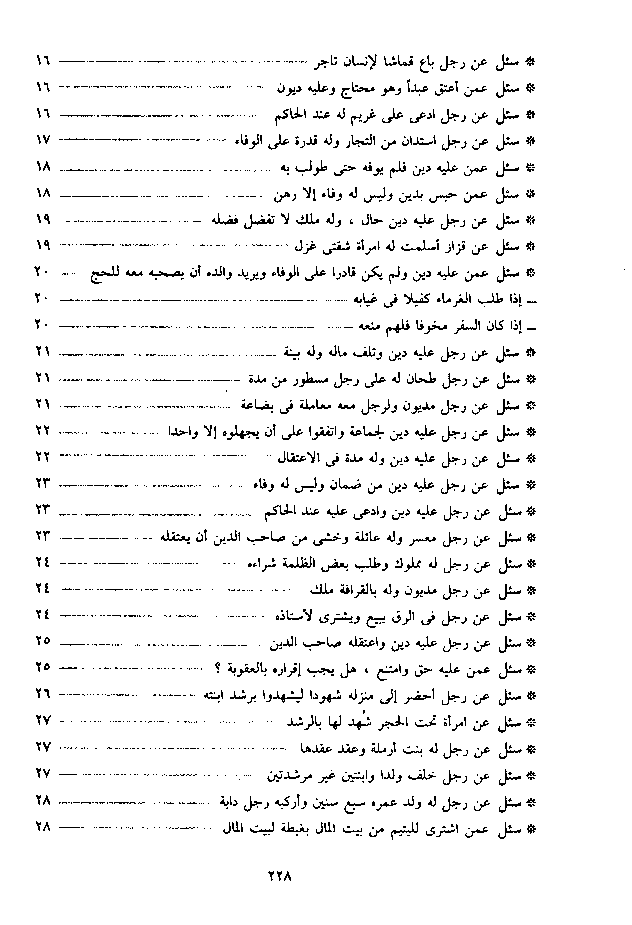 * سئل عن رجل باع قماشا لإنسان تاجر ١٦
* سئل عمن أعتق عبداً وهو محتاج وعليه ديون ١٦
* سئل عن رجل ادعى على غريم له عند الحاكم ١٦
* سئل عن رجل استدان من التجار وله قدرة على الوفاء ١٧
* سئل عمن عليه دين فلم يوفه حتى طولب به ١٨
* سئل عمن حبس بدين وليس له وفاء إلا رهن ١٨
* سئل عن رجل عليه دين حال ، وله ملك لا تفضل فضله ١٩
* سئل عن قزاز أسلمت له امرأة شقتى غزل ١٩
* سئل عمن عليه دين ولم يكن قادرا على الوفاء ويريد والده أن يصحبه معه للحج ٢٠
ــ إذا طلب الغرماء كفيلا فى غيابه ٢٠
ــ إذا كان السفر مخوفا فلهم منعه ٢٠
* سئل عن رجل عليه دين وتلف ماله وله بينة ٢١
* سئل عن رجل طحان له على رجل مسطور من مدة ٢١
* سئل عن رجل مديون ولرجل معه معاملة فى بضاعة ٢١
* سئل عن رجل عليه دين لجماعة واتفقوا على أن يجهلوه إلا واحدا ٢٢
* سئل عن رجل عليه دين وله مدة فى الاعتقال ٢٢
* سئل عن رجل عليه دين من ضمان وليس له وفاء ٢٣
* سئل عن رجل عليه دين وادعى عليه عند الحاكم ٢٣
* سئل عن رجل معسر وله عائلة وخشى من صاحب الدين أن يعتقله ٢٣
* سئل عن رجل له مملوك وطلب بعض الظلمة شراءه ٢٤
* سئل عن رجل مديون وله بالقرافة ملك ٢٤
* سئل عن رجل فى الرق يبيع ويشترى لأستاذه ٢٤
* سئل عن رجل عليه دين واعتقله صاحب الدين ٢٥
* سئل عمن عليه حق وامتنع ، هل يجب إقراره بالعقوبة ؟ ٢٥
* سئل عن رجل أحضر إلى منزله شهودا ليشهدوا برشد ابنته ٢٦
* سئل عن امرأة تحت الحجر شُهد لها بالرشد ٢٧
* سئل عن رجل له بنت أرملة وعقد عقدها ٢٧
* سئل عن رجل خلف ولدا وابنتين غير مرشدتين ٢٧
* سئل عن رجل له ولد عمره سبع سنين وأركبه رجل دابة ٢٨
* سئل عمن اشترى لليتيم من بيت المال بغبطة لبيت المال ٢٨
٢٢٨